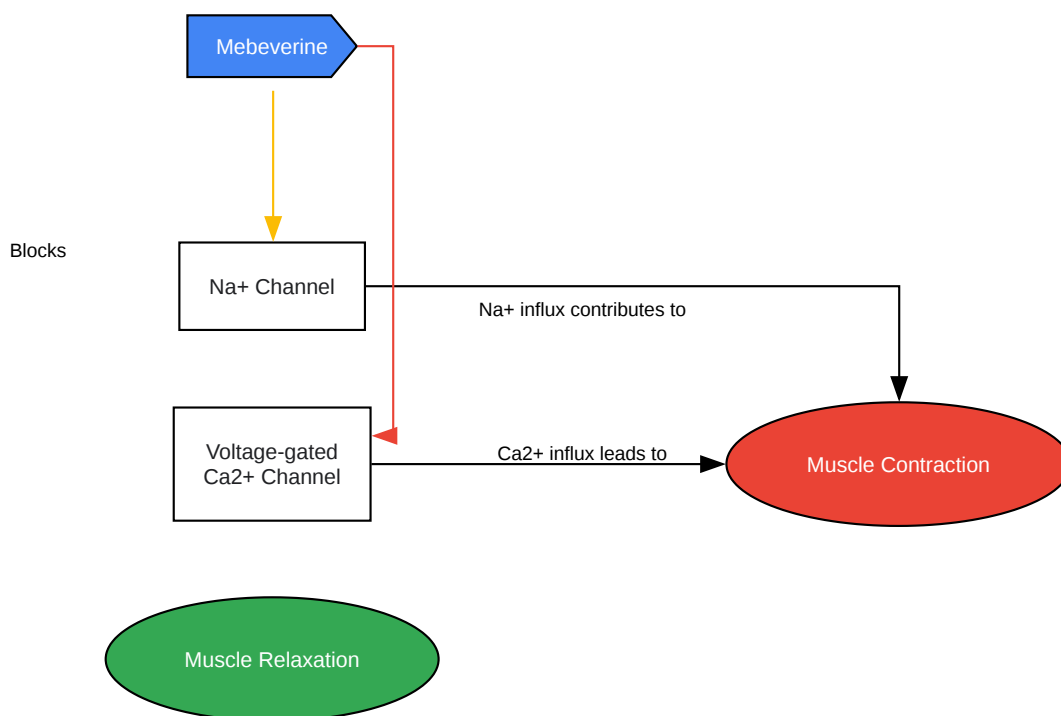 Mebeverine
Blocks
Na+ Channel
Na+ influx contributes to
Voltage-gated
Ca2+ Channel
Ca2+ influx leads to
Muscle Contraction
Muscle Relaxation